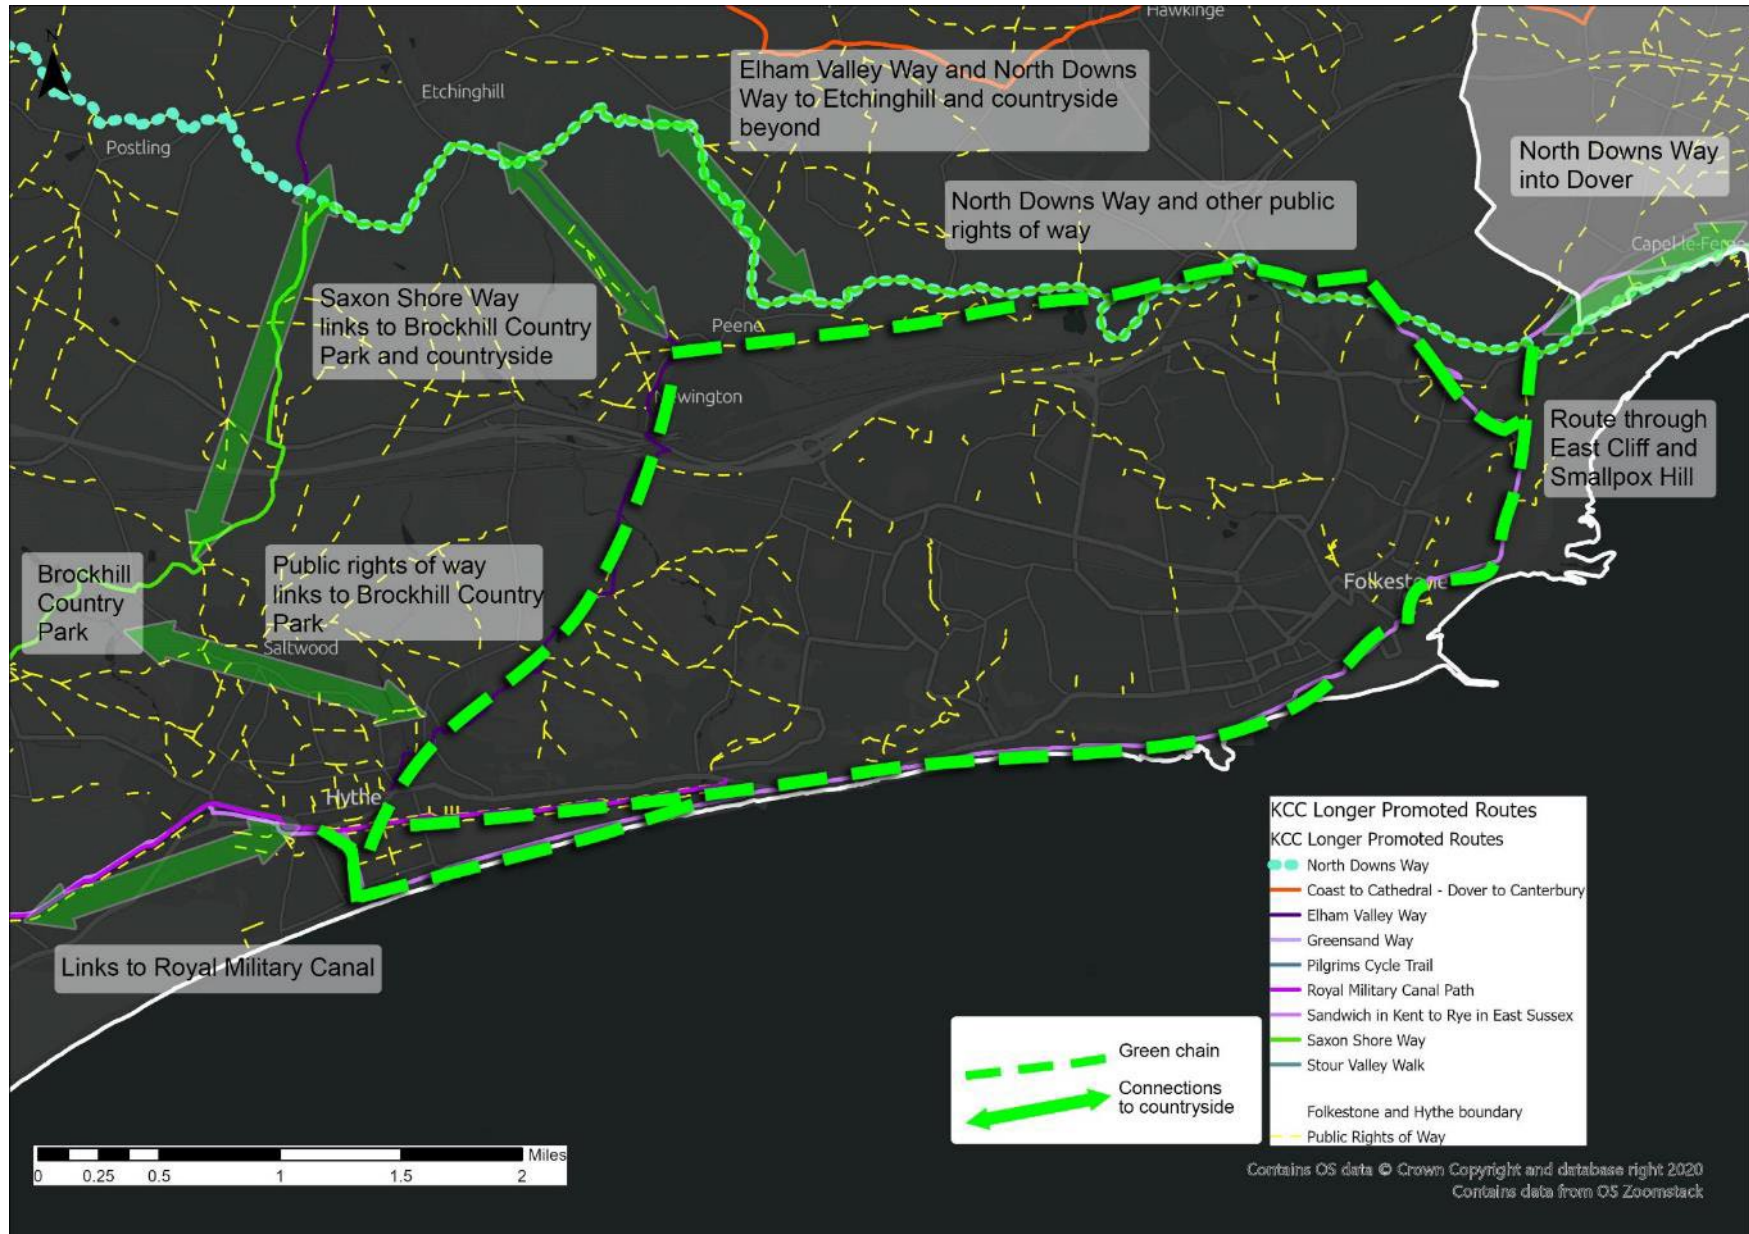 Hawkinge
N
Elham Valley Way and North Downs
Way to Etchinghill and countryside
beyond
Etchinghill
Postling
North Downs Way
into Dover
North Downs Way and other public
rights of way
Capel-le-Ferne
Saxon Shore Way
links to Brockhill Country
Park and countryside
Peene
Newington
Route through
East Cliff and
Smallpox Hill
Brockhill
Country
Park
Public rights of way
links to Brockhill Country
Park
Folkestone
Saltwood
Hythe
Links to Royal Military Canal
KCC Longer Promoted Routes
KCC Longer Promoted Routes
North Downs Way
Coast to Cathedral - Dover to Canterbury
Elham Valley Way
Greensand Way
Pilgrims Cycle Trail
Royal Military Canal Path
Sandwich in Kent to Rye in East Sussex
Saxon Shore Way
Stour Valley Walk
Folkestone and Hythe boundary
Public Rights of Way
Green chain
Connections
to countryside
Miles
0 0.25 0.5 1 1.5 2
Contains OS data © Crown Copyright and database right 2020
Contains data from OS Zoomstack